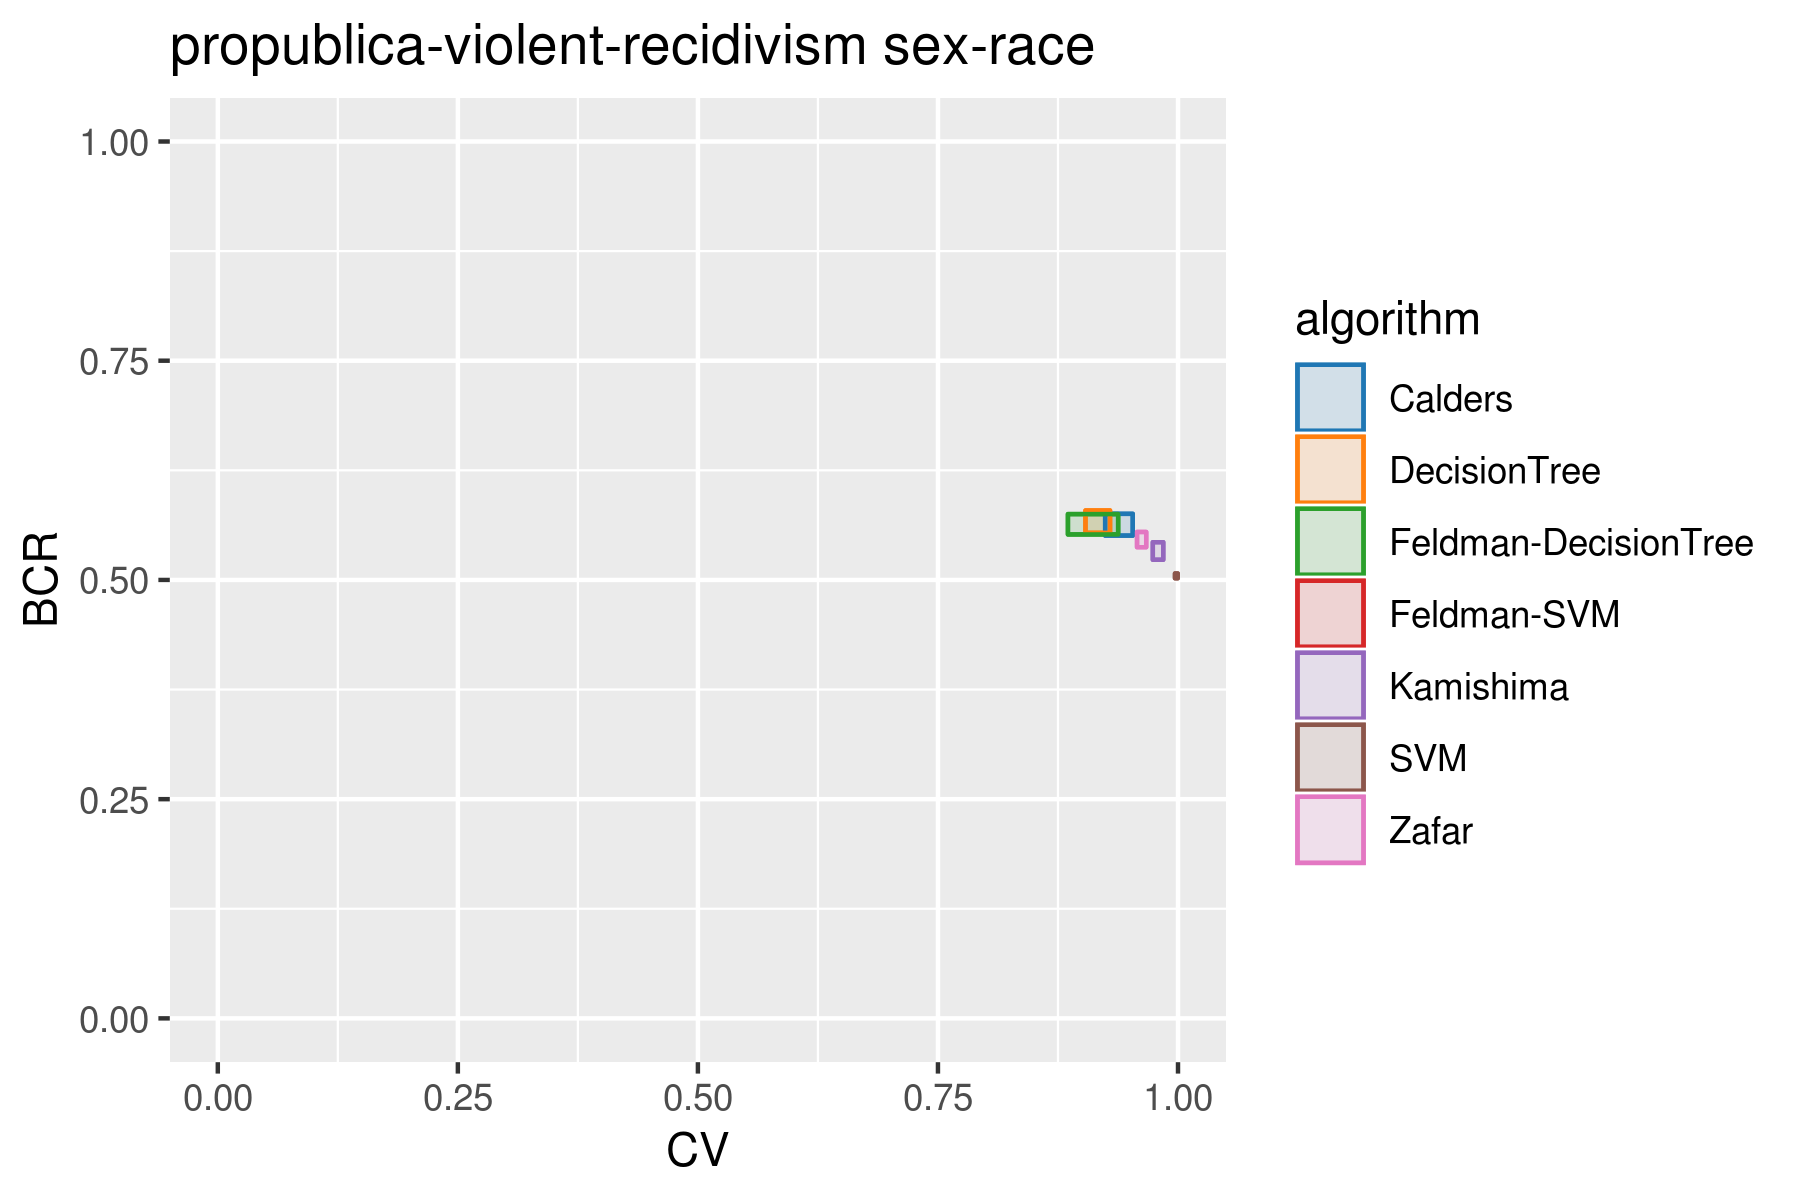 propublica-violent-recidivism sex-race
1.00
0.75
0.50
0.25
0.00
BCR
0.00 0.25 0.50 0.75 1.00
CV
algorithm
Calders
DecisionTree
Feldman-DecisionTree
Feldman-SVM
Kamishima
SVM
Zafar